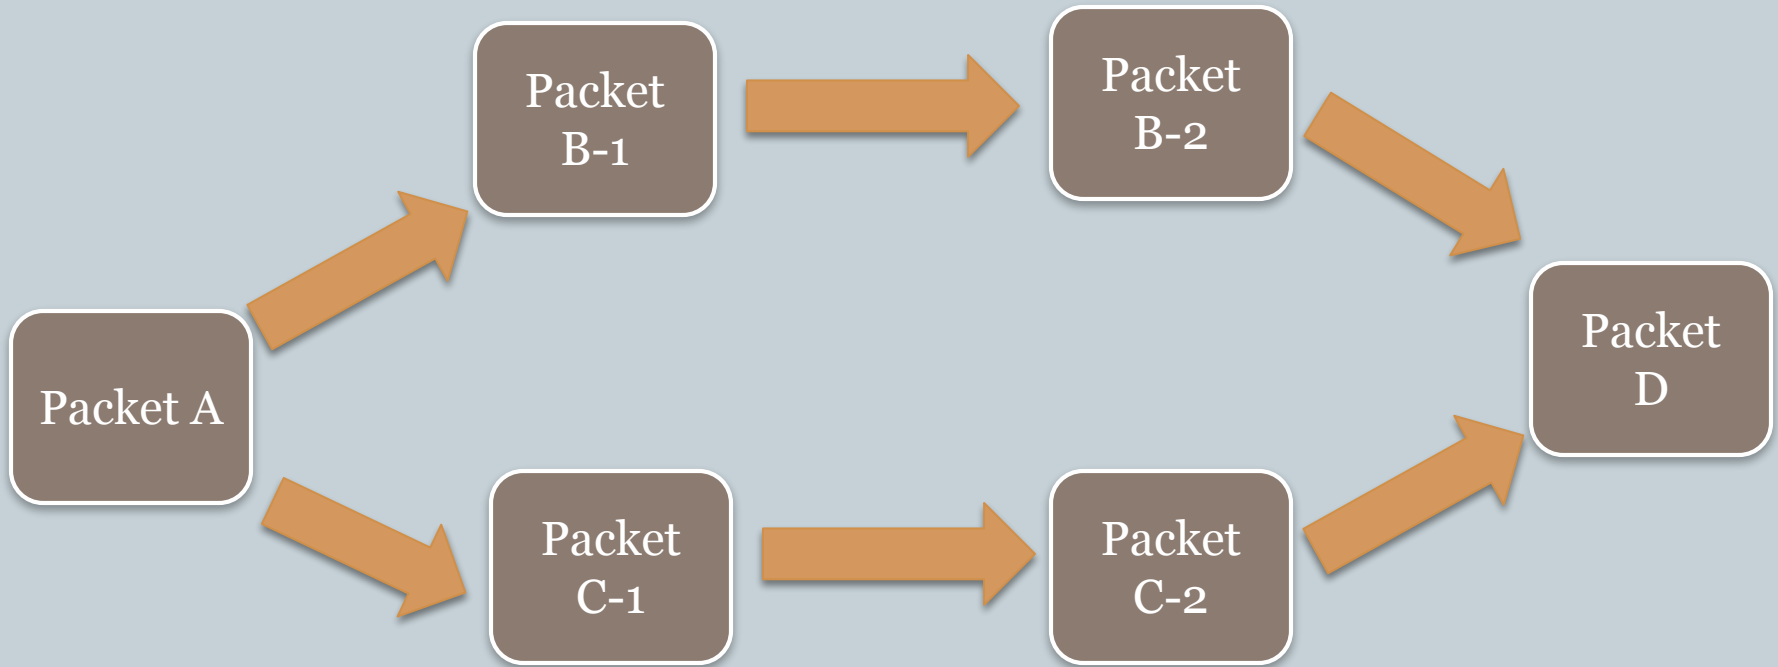 Packet
B-1
Packet
B-2
Packet A
Packet
D
Packet
C-1
Packet
C-2